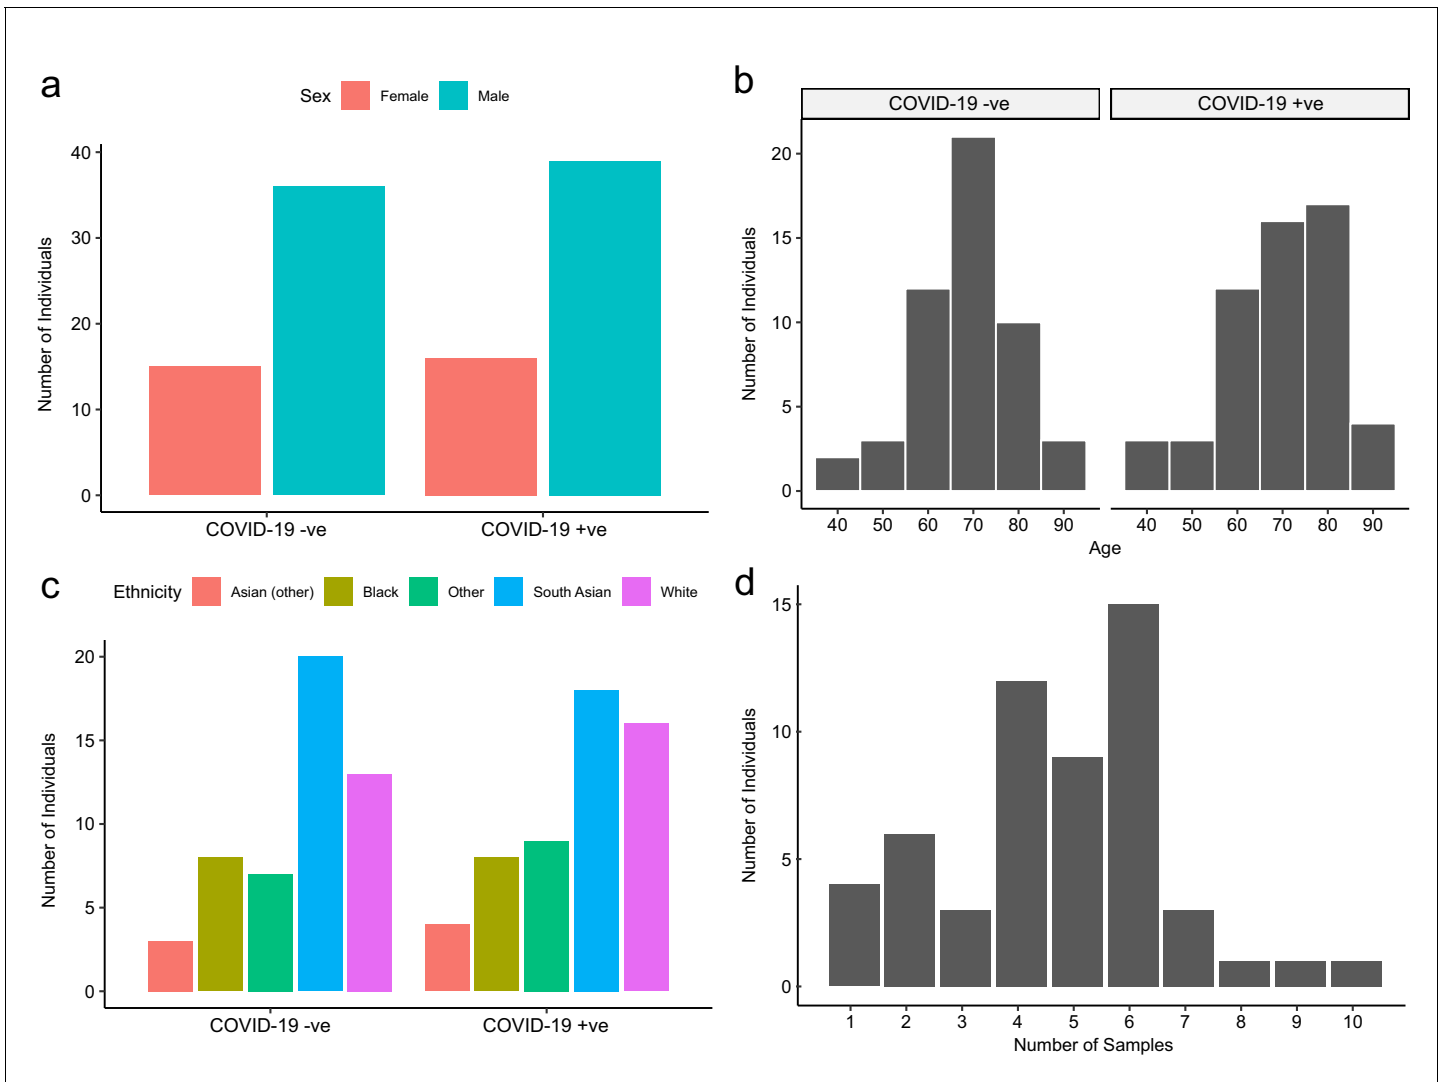 a
Sex Female Male
Number of Individuals
40
30
20
10
0
COVID-19 -ve COVID-19 +ve
b
COVID-19 -ve COVID-19 +ve
Number of Individuals
20
15
10
5
0
40 50 60 70 80 90 40 50 60 70 80 90
Age
c
Ethnicity Asian (other) Black Other South Asian White
Number of Individuals
20
15
10
5
0
COVID-19 -ve COVID-19 +ve
d
Number of Individuals
15
10
5
0
1 2 3 4 5 6 7 8 9 10
Number of Samples